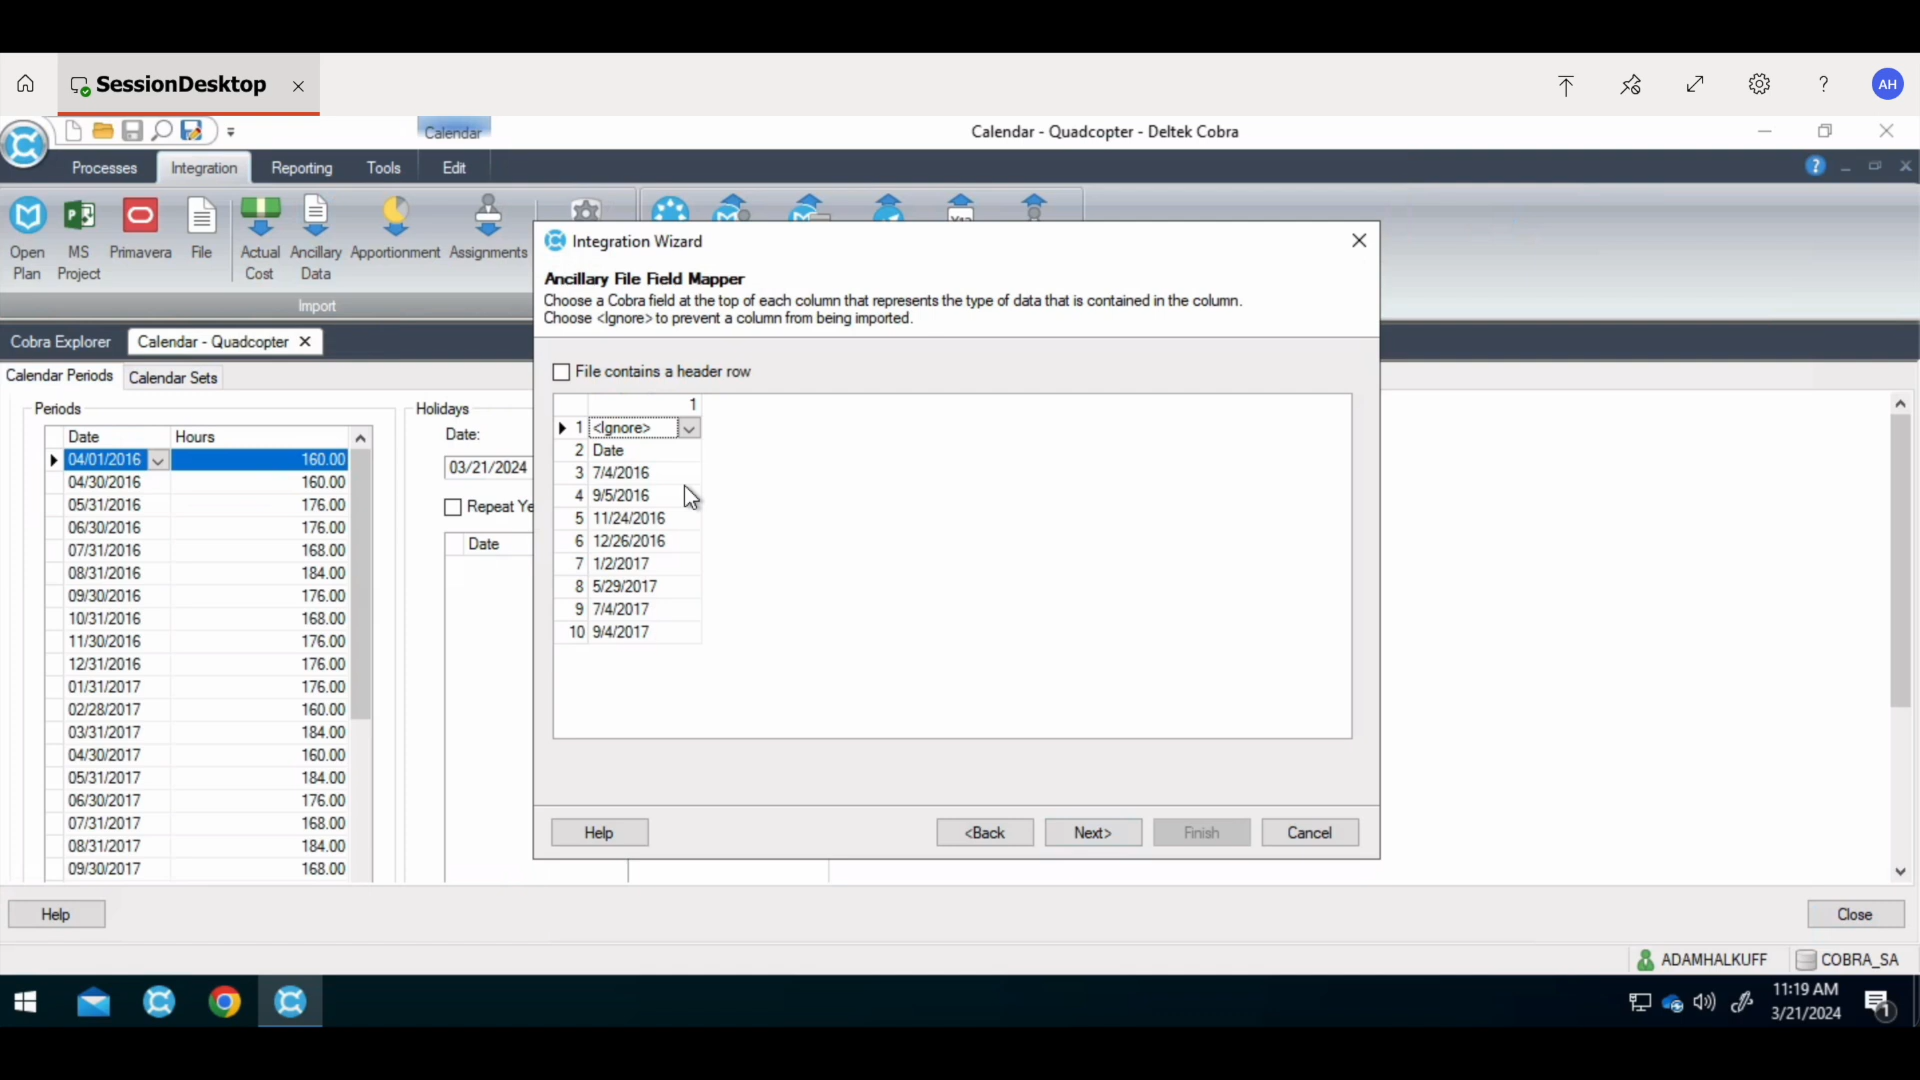 SessionDesktop
?
AH
Calendar
Calendar - Quadcopter - Deltek Cobra
Processes
Integration
Reporting
Tools
Edit
?
Open Plan
MS Project
Primavera
File
Actual Cost
Ancillary Data
Apportionment
Assignments
Import
Cobra Explorer
Calendar - Quadcopter
Calendar Periods
Calendar Sets
Periods
Date Hours
04/01/2016 160.00
04/30/2016 160.00
05/31/2016 176.00
06/30/2016 176.00
07/31/2016 168.00
08/31/2016 184.00
09/30/2016 176.00
10/31/2016 168.00
11/30/2016 176.00
12/31/2016 176.00
01/31/2017 176.00
02/28/2017 160.00
03/31/2017 184.00
04/30/2017 160.00
05/31/2017 184.00
06/30/2017 176.00
07/31/2017 168.00
08/31/2017 184.00
09/30/2017 168.00
Holidays
Date:
03/21/2024
Repeat Ye
Date
Integration Wizard
Ancillary File Field Mapper
Choose a Cobra field at the top of each column that represents the type of data that is contained in the column.
Choose <Ignore> to prevent a column from being imported.
File contains a header row
1
1 <Ignore>
2 Date
3 7/4/2016
4 9/5/2016
5 11/24/2016
6 12/26/2016
7 1/2/2017
8 5/29/2017
9 7/4/2017
10 9/4/2017
Help
<Back
Next>
Finish
Cancel
Help
Close
ADAMHALKUFF
COBRA_SA
11:19 AM
3/21/2024
1